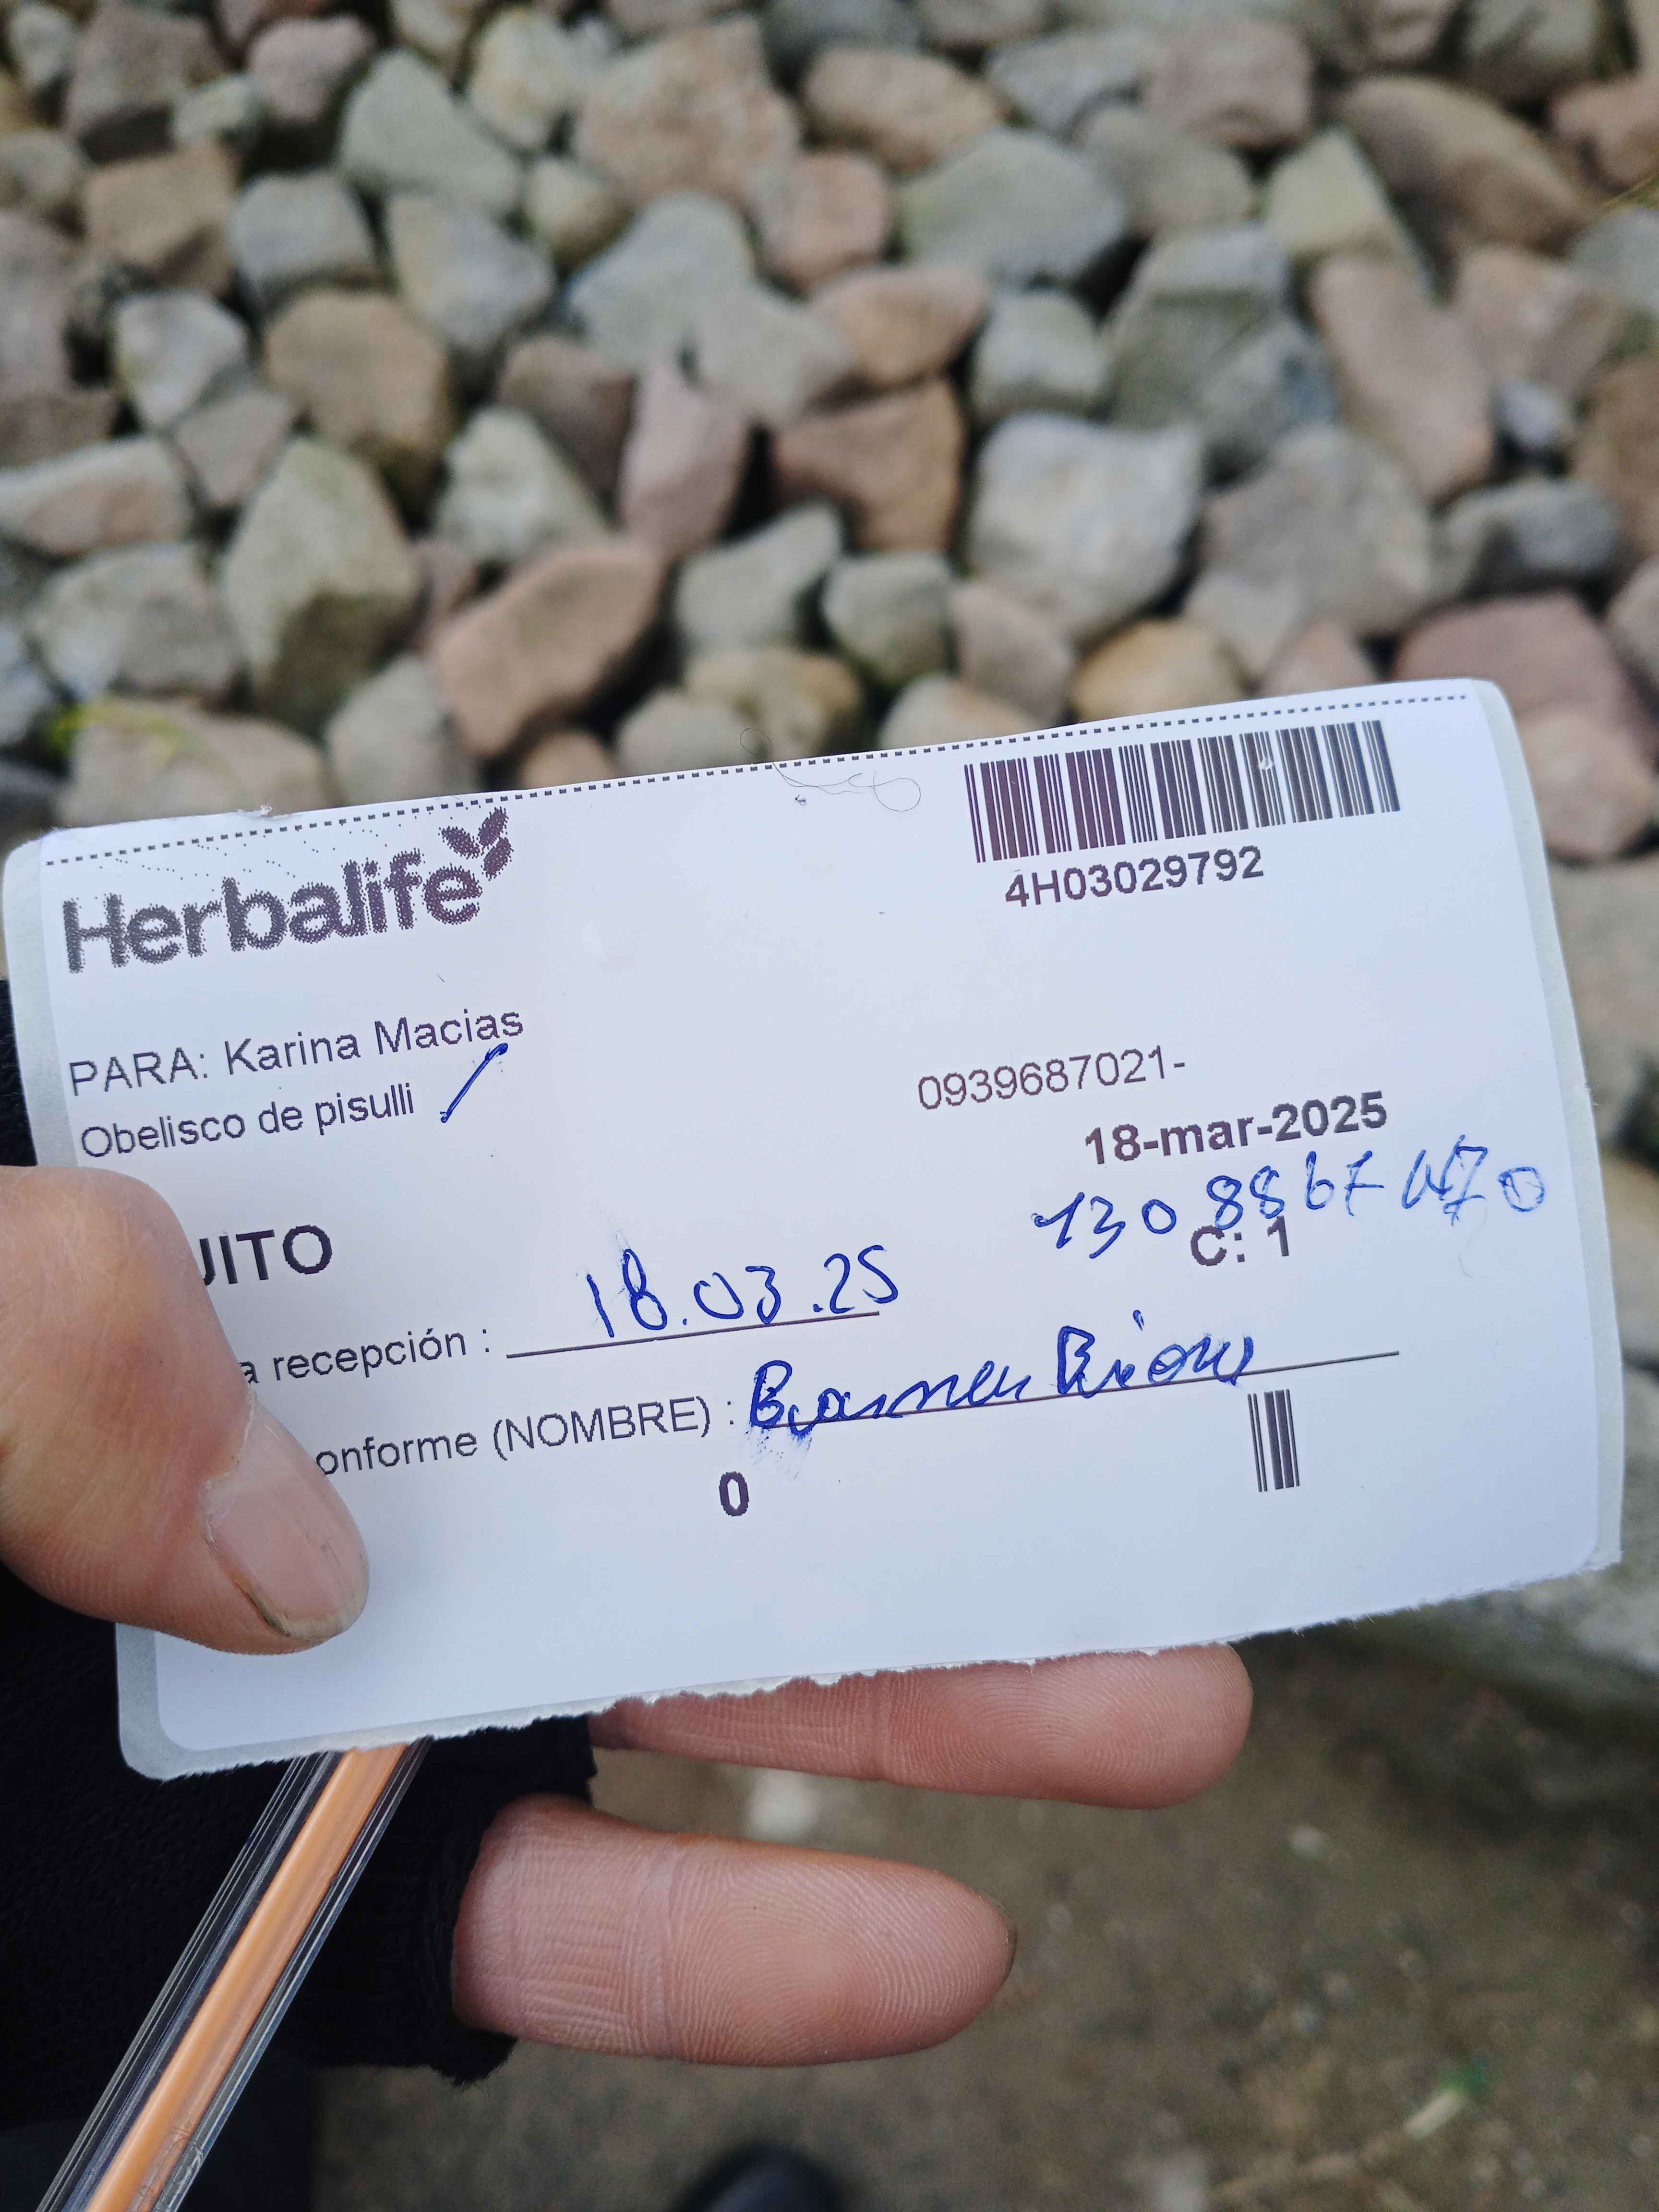 Herbalife
4H03029792
PARA: Karina Macias
Obelisco de pisulli
0939687021-
18-mar-2025
UITO
C: 1
a recepción : 18.03.25
onforme (NOMBRE) :
0